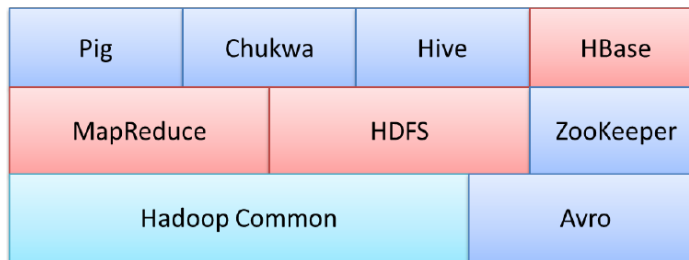 Pig
Chukwa
Hive
HBase
MapReduce
HDFS
ZooKeeper
Hadoop Common
Avro